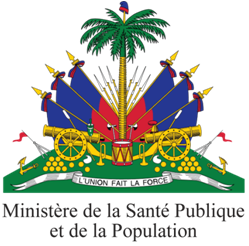 L'UNION FAIT LA FORCE
Ministère de la Santé Publique
et de la Population